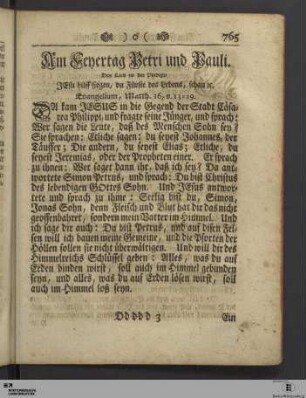 )o( 765
Am Feyertag Petri und Pauli.
JEsu hilff siegen, du Fürste des Lebens, schau ꝛc.
Evangelium, Matth. 16, v. 13-19.
DA kam JESUS in die Gegend der Stadt Cäsa-
rea Philippi, und fragte seine Jünger, und sprach:
Wer sagen die Leute, daß des Menschen Sohn sey?
Sie sprachen: Etliche sagen: du seyest Johannes, der
Täuffer; Die andern, du seyest Elias; Etliche, du
seyest Jeremias, oder der Propheten einer. Er sprach
zu ihnen: Wer saget dann ihr, daß ich sey? Da ant-
wortete Simon Petrus, und sprach: Du bist Christus
des lebendigen GOttes Sohn. Und JEsus antwor-
tete und sprach zu ihme: Seelig bist du, Simon,
Jonas Sohn, denn Fleisch und Blut hat dir das nicht
geoffenbahret, sondern mein Vatter im Himmel. Und
ich sage dir auch: Du bist Petrus, und auf disen Fel-
sen will ich bauen meine Gemeine, und die Pforten der
Höllen sollen sie nicht überwältigen. Und will dir des
Himmelreichs Schlüssel geben: Alles, was du auf
Erden binden wirst, soll auch im Himmel gebunden
seyn, und alles, was du auf Erden lösen wirst, soll
auch im Himmel loß seyn.
Ddddd 3 Ein